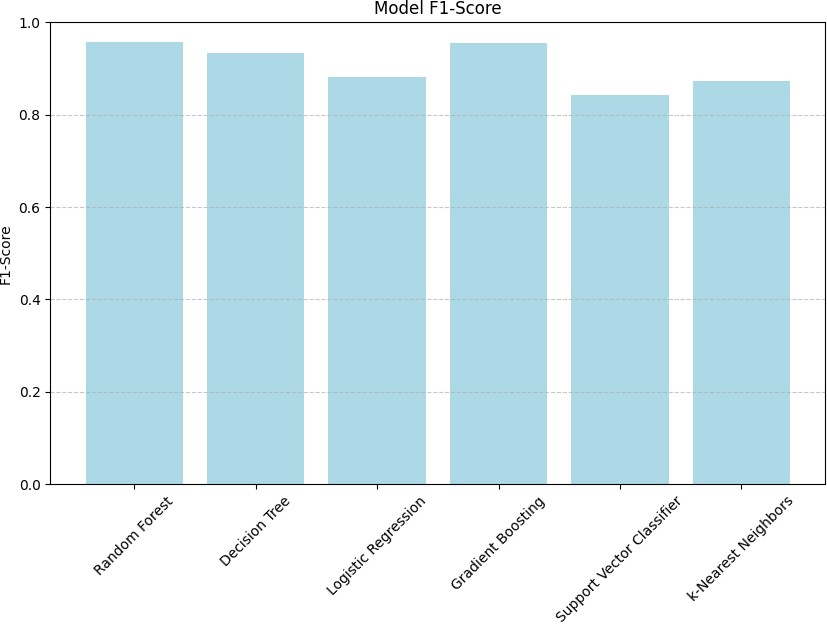 Model F1-Score
F1-Score
1.0
0.8
0.6
0.4
0.2
0.0
Random Forest
Decision Tree
Logistic Regression
Gradient Boosting
Support Vector Classifier
k-Nearest Neighbors